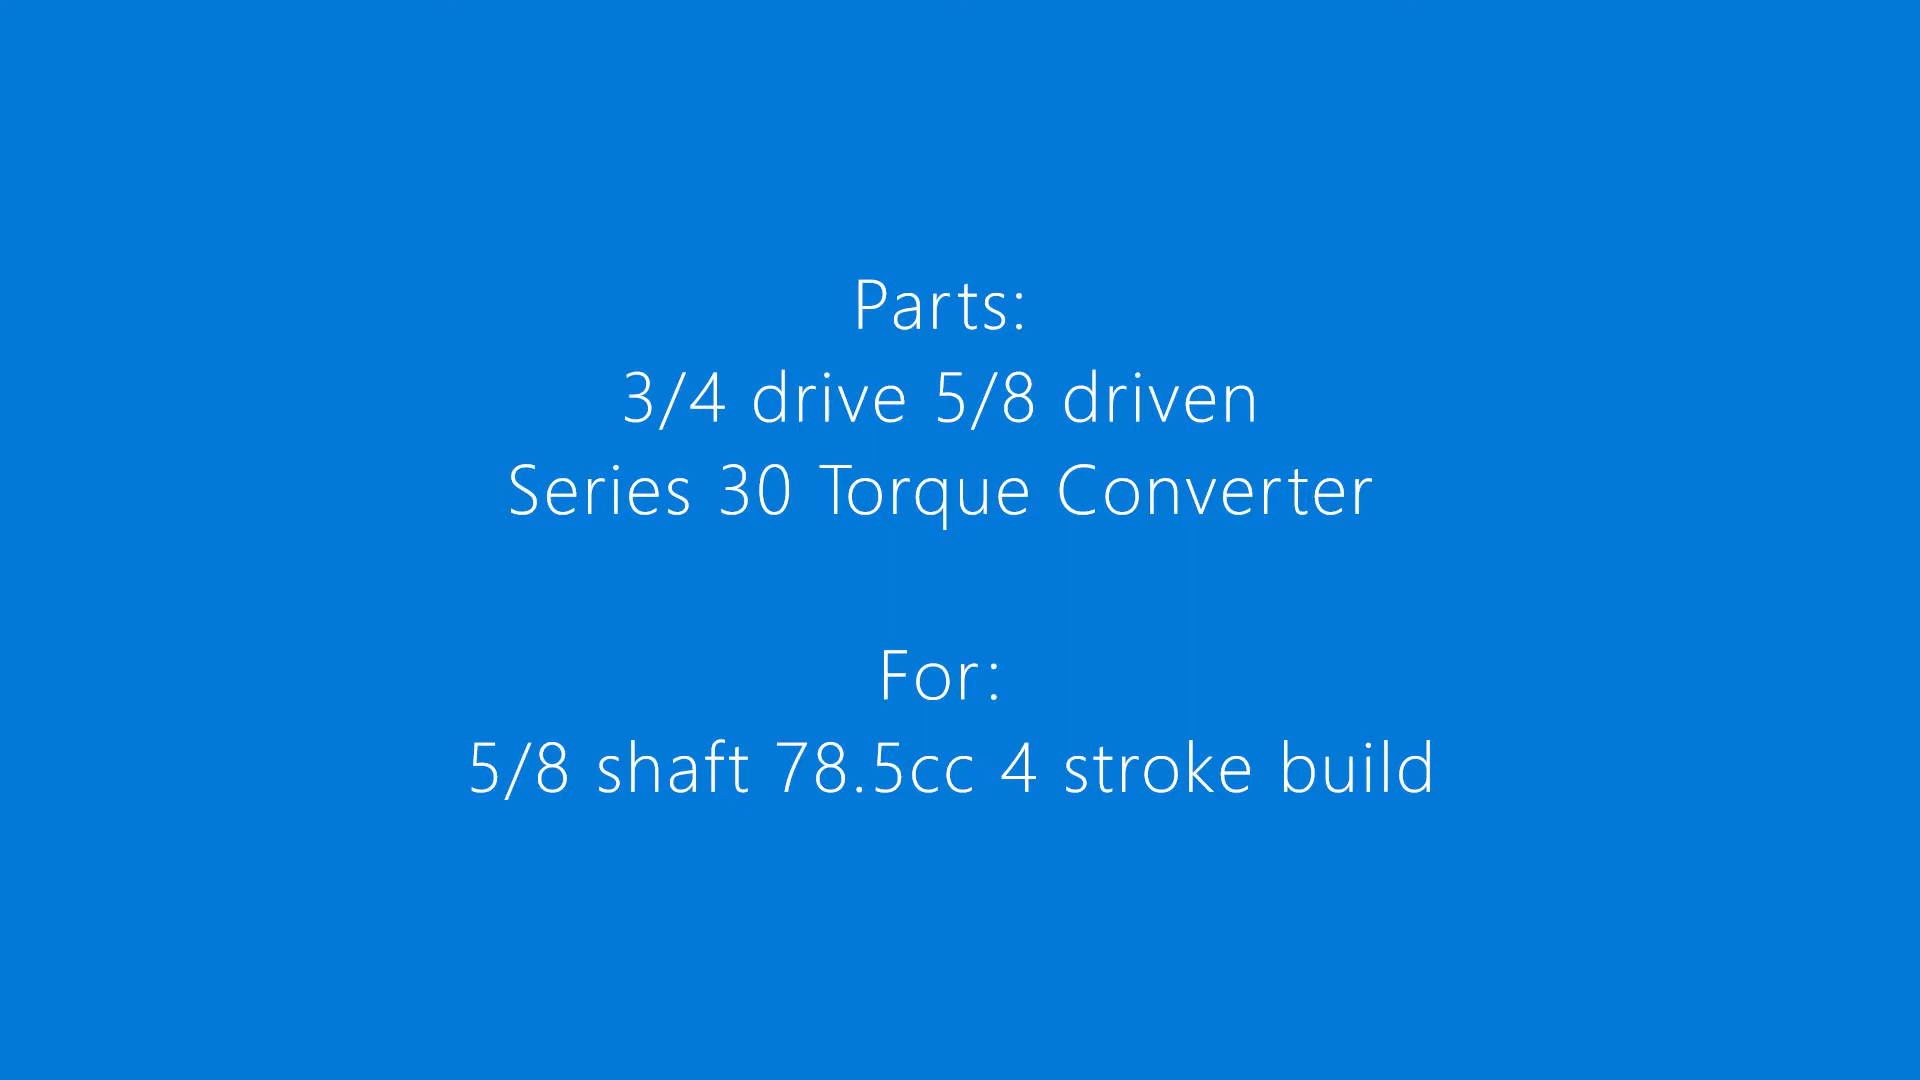 Parts:
3/4 drive 5/8 driven
Series 30 Torque Converter
For:
5/8 shaft 78.5cc 4 stroke build